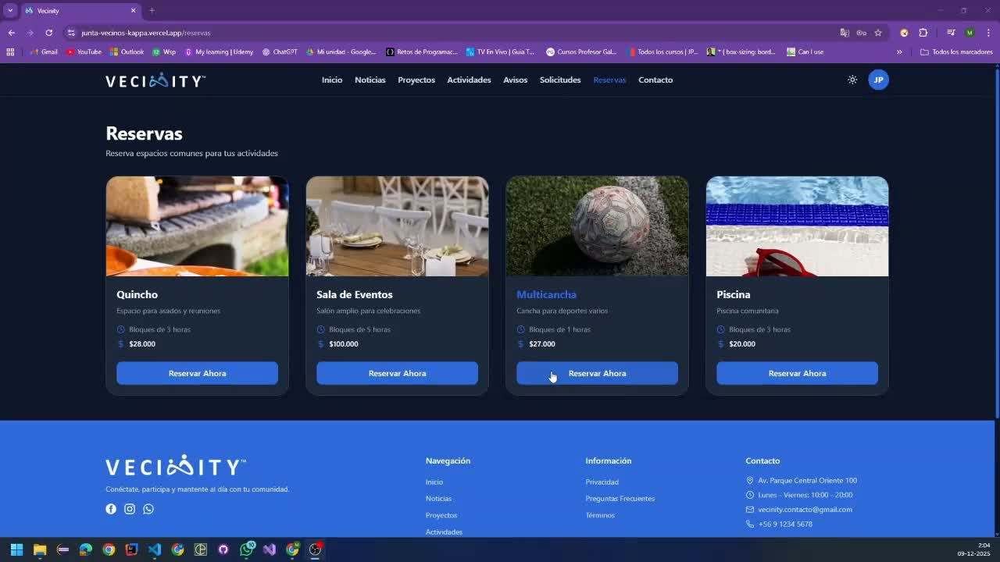 Vecinity
junta-vecinos-kappa.vercel.app/reservas
M
Gmail
YouTube
Outlook
Wsp
My learning | Udemy
ChatGPT
Mi unidad - Google...
Retos de Programac...
TV En Vivo | Guia T...
Cursos Profesor Gal...
Todos los cursos | JP...
* { box-sizing: bord...
Can I use
»
Todos los marcadores
VECINITY™
Inicio
Noticias
Proyectos
Actividades
Avisos
Solicitudes
Reservas
Contacto
JP
Reservas
Reserva espacios comunes para tus actividades
Quincho
Espacio para asados y reuniones
Bloques de 3 horas
$ $28.000
Reservar Ahora
Sala de Eventos
Salón amplio para celebraciones
Bloques de 5 horas
$ $100.000
Reservar Ahora
Multicancha
Cancha para deportes varios
Bloques de 1 horas
$ $27.000
Reservar Ahora
Piscina
Piscina comunitaria
Bloques de 3 horas
$ $20.000
Reservar Ahora
VECINITY™
Conéctate, participa y mantente al día con tu comunidad.
Navegación
Inicio
Noticias
Proyectos
Actividades
Información
Privacidad
Preguntas Frecuentes
Términos
Contacto
Av. Parque Central Oriente 100
Lunes - Viernes: 10:00 - 20:00
vecinity.contacto@gmail.com
+56 9 1234 5678
2:04
09-12-2025